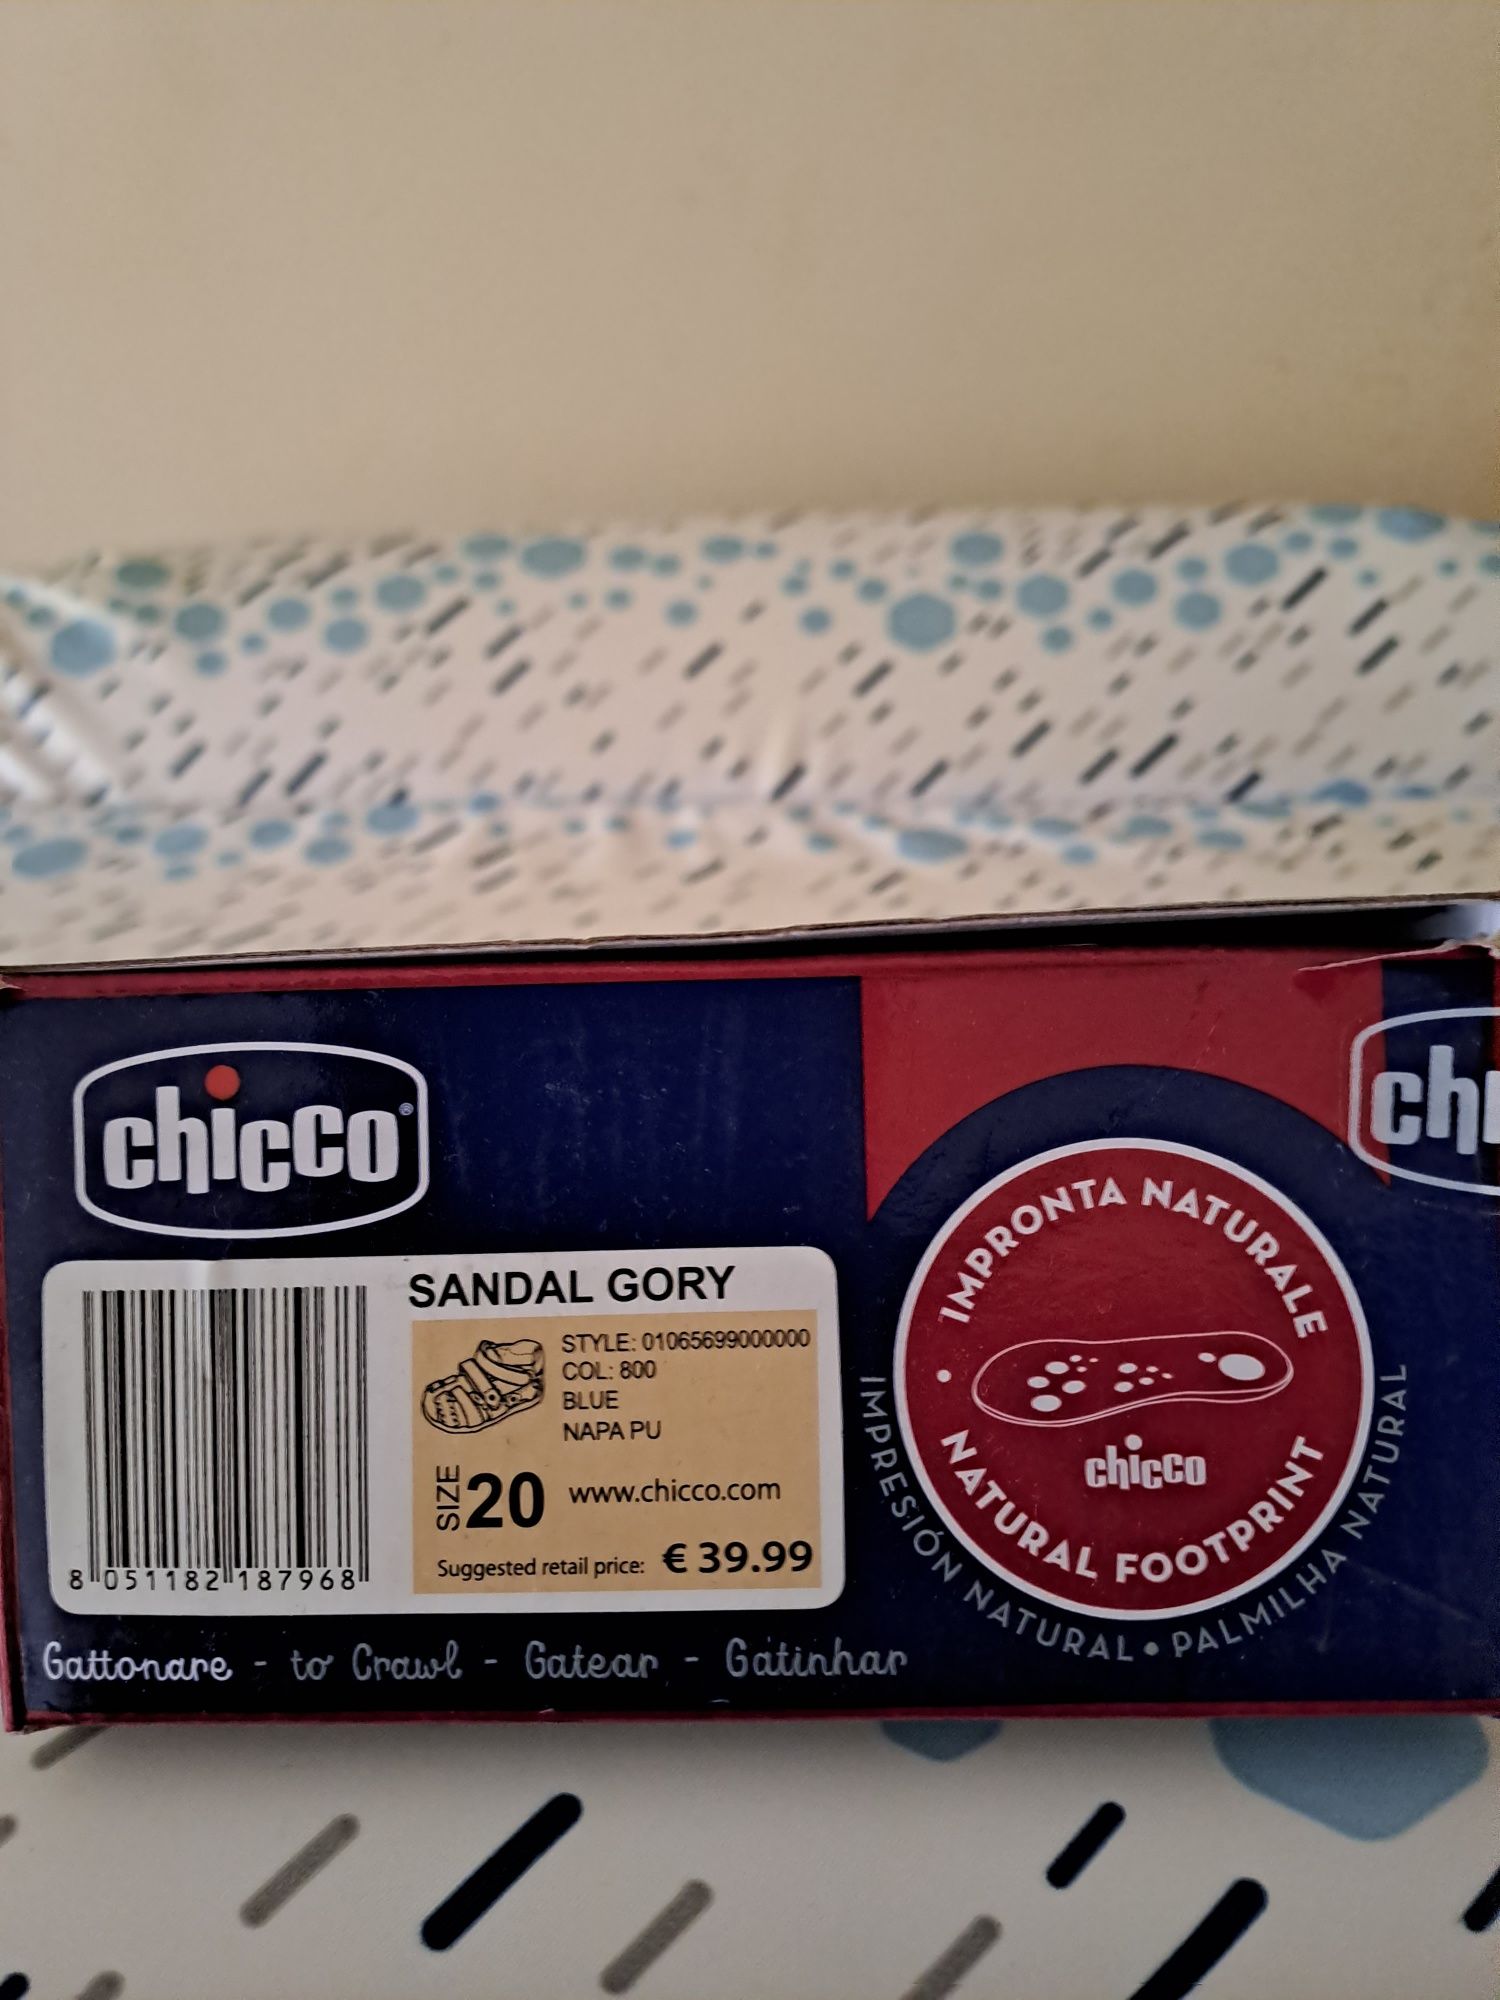 chicco®
chi
SANDAL GORY
STYLE: 01065699000000
COL: 800
BLUE
NAPA PU
SIZE 20
www.chicco.com
Suggested retail price: € 39.99
8 051182 187968
Gattonare - to Crawl - Gatear - Gatinhar
IMPRONTA NATURALE
chicco
NATURAL FOOTPRINT
IMPRESIÓN NATURAL • PALMILHA NATURAL